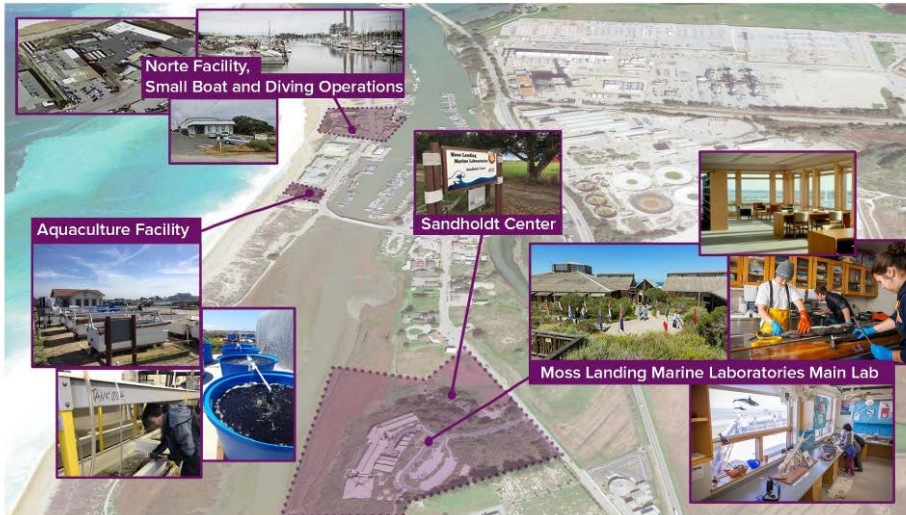 Norte Facility,
Small Boat and Diving Operations
Moss Landing
Marine Laboratories
Sandholdt Center
Aquaculture Facility
Moss Landing Marine Laboratories Main Lab